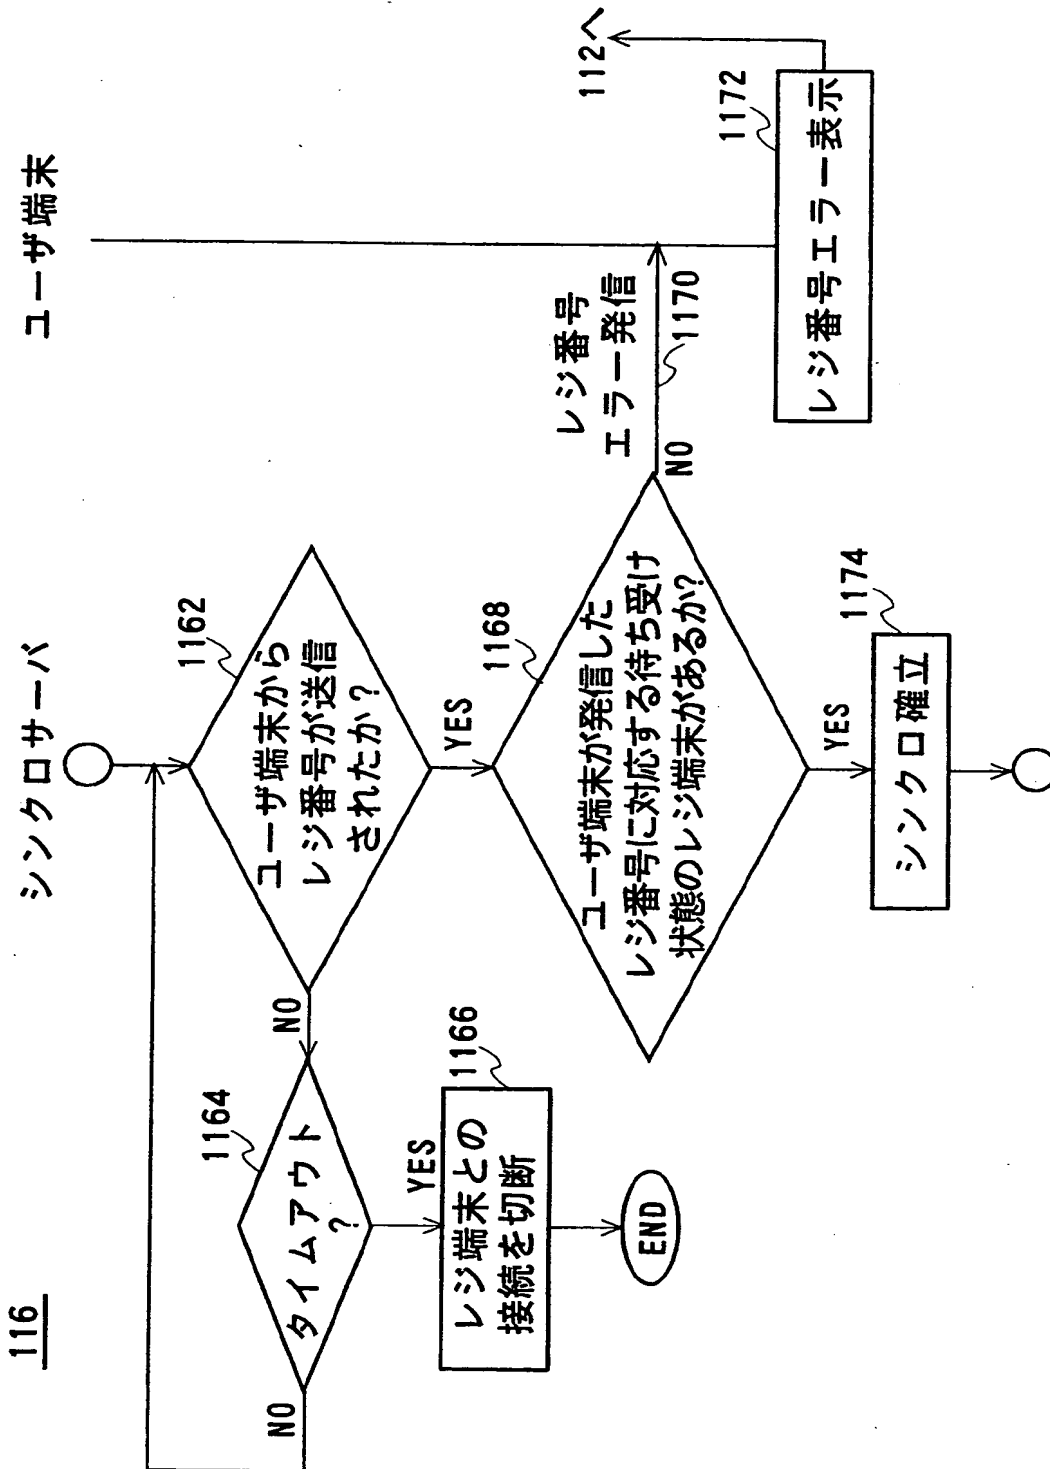 116
シンクロサーバ
ユーザ端末
1162
ユーザ端末から
レジ番号が送信
されたか?
NO
YES
1164
タイムアウト
?
NO
YES
1166
レジ端末との
接続を切断
END
1168
ユーザ端末が発信した
レジ番号に対応する待ち受け
状態のレジ端末があるか?
NO
YES
レジ番号
エラー発信
1170
1172
レジ番号エラー表示
112へ
1174
シンクロ確立